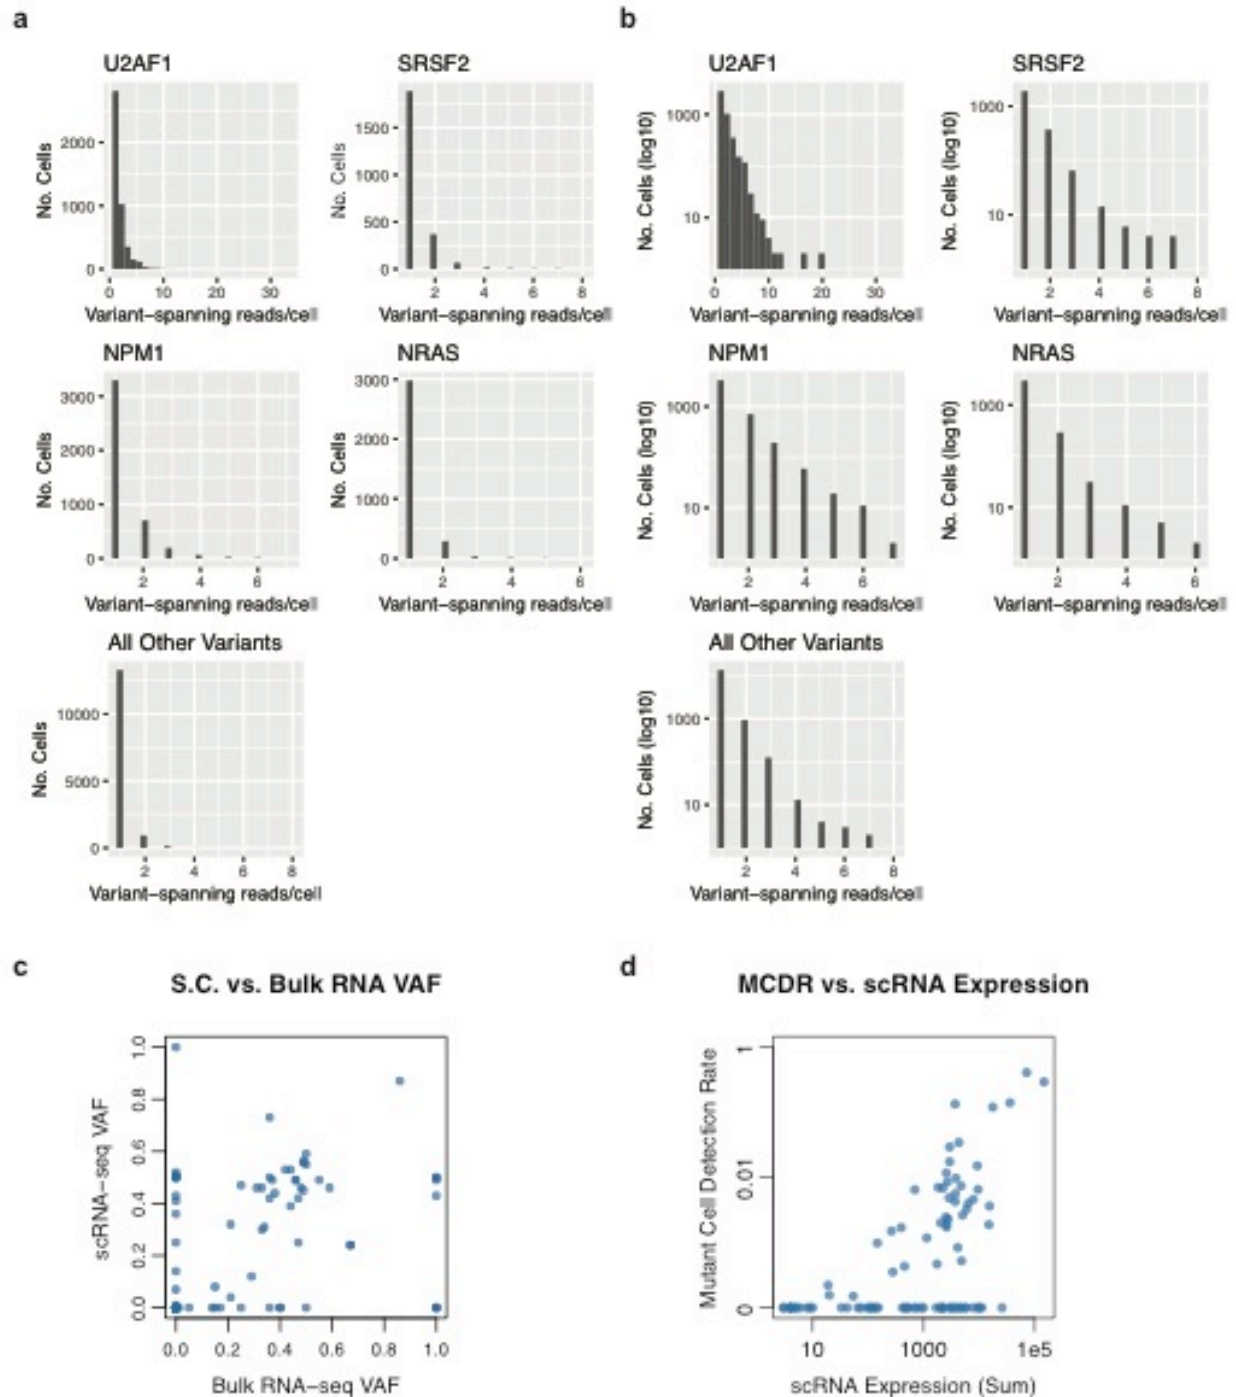 a
b
U2AF1
SRSF2
U2AF1
SRSF2
No. Cells
2000
1000
0
0 10 20 30
Variant-spanning reads/cell
No. Cells
1500
1000
500
0
2 4 6 8
Variant-spanning reads/cell
No. Cells (log10)
1000
10
0 10 20 30
Variant-spanning reads/cell
No. Cells (log10)
1000
10
2 4 6 8
Variant-spanning reads/cell
NPM1
NRAS
NPM1
NRAS
No. Cells
3000
2000
1000
0
2 4 6
Variant-spanning reads/cell
No. Cells
3000
2000
1000
0
2 4 6
Variant-spanning reads/cell
No. Cells (log10)
1000
10
2 4 6
Variant-spanning reads/cell
No. Cells (log10)
1000
10
2 4 6
Variant-spanning reads/cell
All Other Variants
All Other Variants
No. Cells
10000
5000
0
2 4 6 8
Variant-spanning reads/cell
No. Cells (log10)
1000
10
2 4 6 8
Variant-spanning reads/cell
c
d
S.C. vs. Bulk RNA VAF
MCDR vs. scRNA Expression
scRNA-seq VAF
1.0
0.8
0.6
0.4
0.2
0.0
0.0 0.2 0.4 0.6 0.8 1.0
Bulk RNA-seq VAF
Mutant Cell Detection Rate
1
0.01
0
10 1000 1e5
scRNA Expression (Sum)